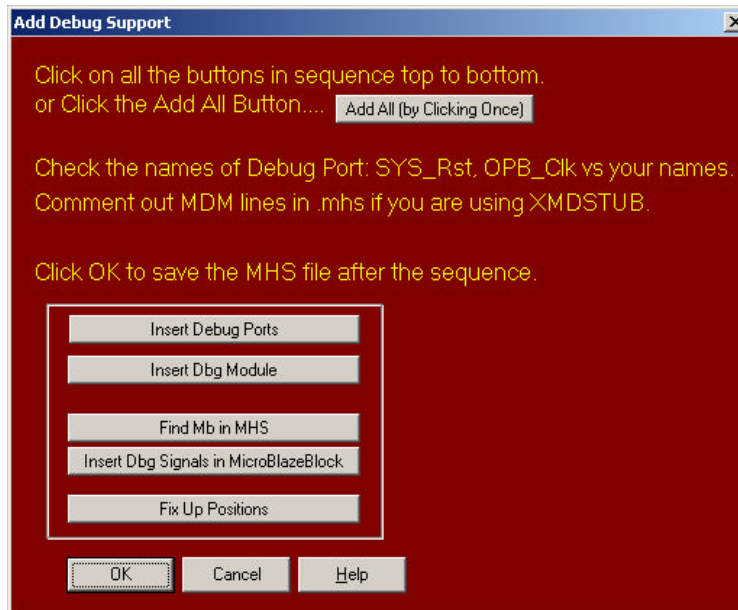 Add Debug Support
Click on all the buttons in sequence top to bottom.
or Click the Add All Button.... Add All (by Clicking Once)
Check the names of Debug Port: SYS_Rst, OPB_Clk vs your names.
Comment out MDM lines in .mhs if you are using XMDSTUB.
Click OK to save the MHS file after the sequence.
Insert Debug Ports
Insert Dbg Module
Find Mb in MHS
Insert Dbg Signals in MicroBlazeBlock
Fix Up Positions
OK Cancel Help